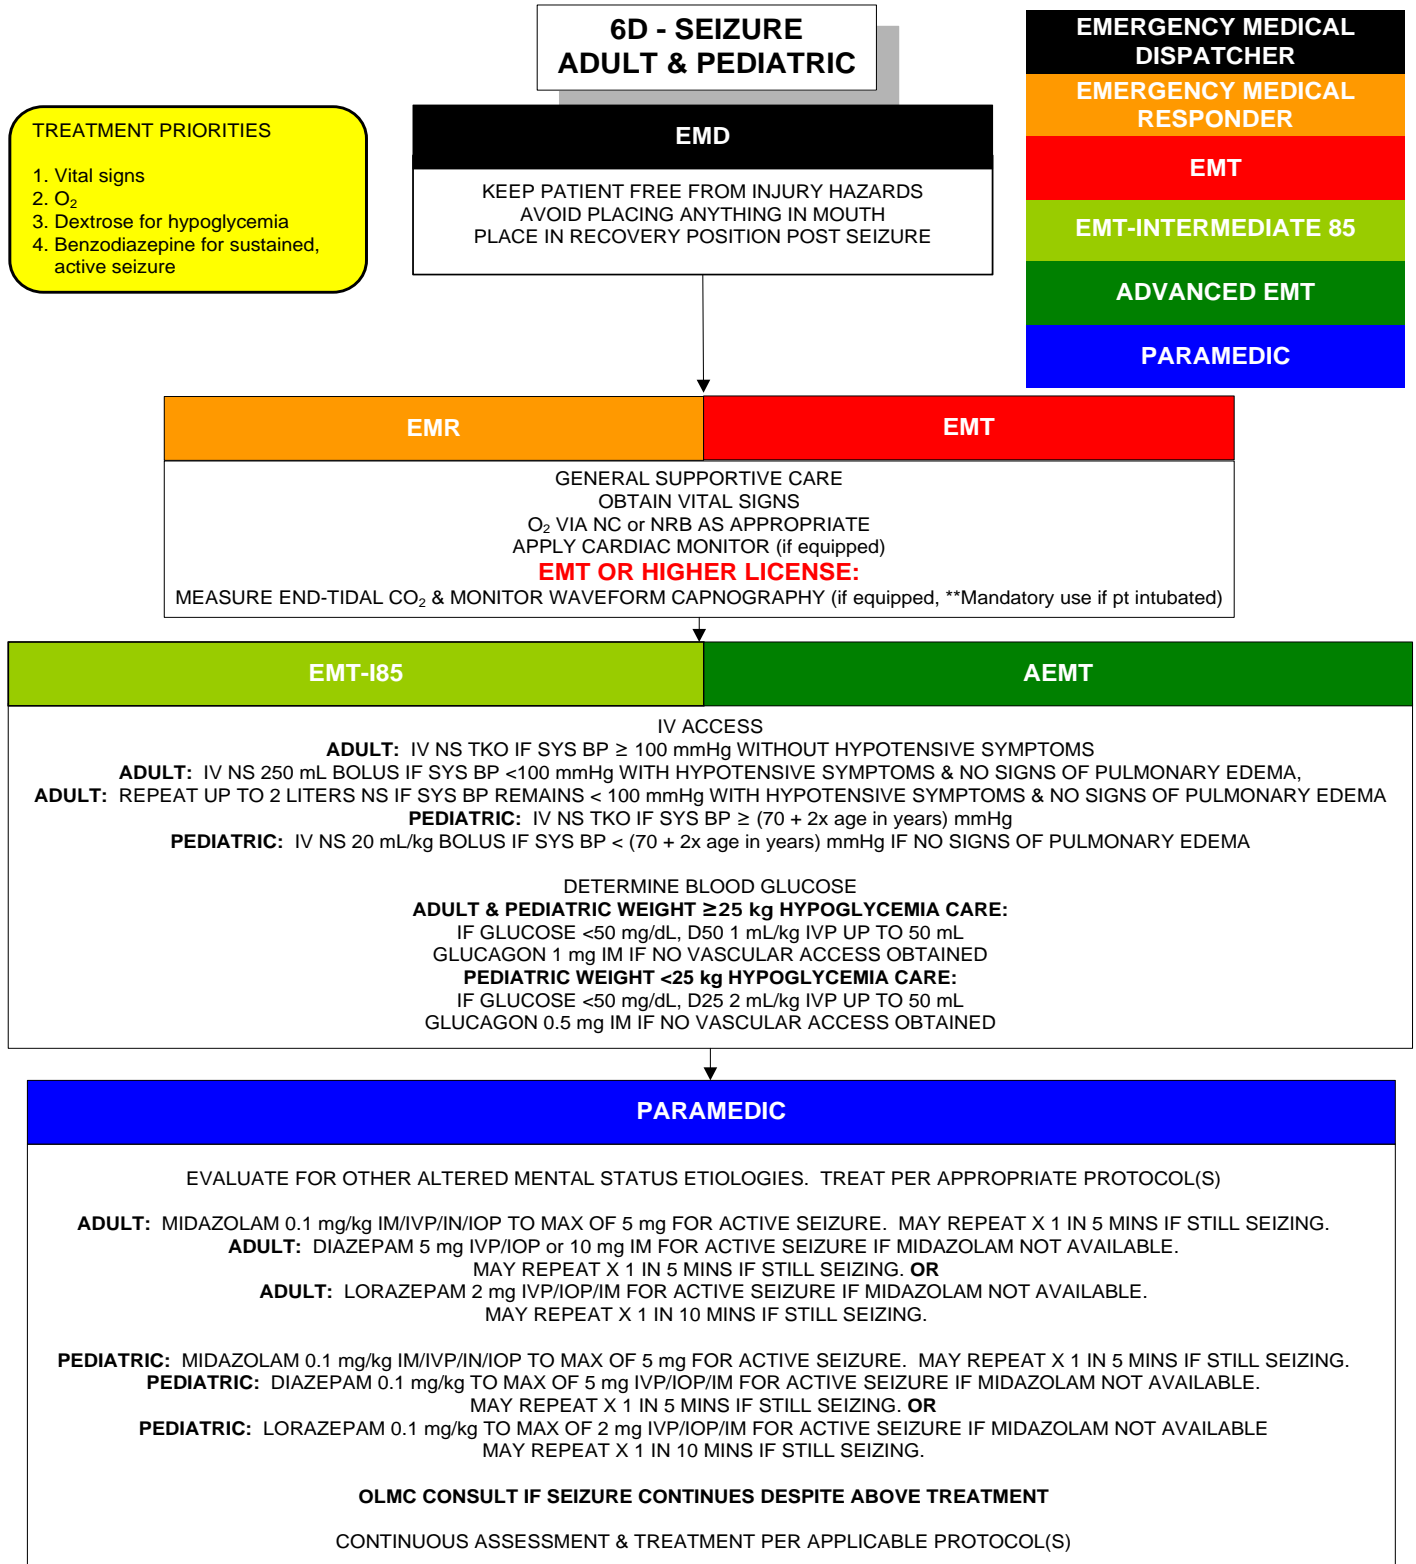 6D - SEIZURE
ADULT & PEDIATRIC
EMERGENCY MEDICAL
DISPATCHER
EMERGENCY MEDICAL
RESPONDER
EMT
EMT-INTERMEDIATE 85
ADVANCED EMT
PARAMEDIC
TREATMENT PRIORITIES
1. Vital signs
2. O₂
3. Dextrose for hypoglycemia
4. Benzodiazepine for sustained,
active seizure
EMD
KEEP PATIENT FREE FROM INJURY HAZARDS
AVOID PLACING ANYTHING IN MOUTH
PLACE IN RECOVERY POSITION POST SEIZURE
EMR
EMT
GENERAL SUPPORTIVE CARE
OBTAIN VITAL SIGNS
O₂ VIA NC or NRB AS APPROPRIATE
APPLY CARDIAC MONITOR (if equipped)
EMT OR HIGHER LICENSE:
MEASURE END-TIDAL CO₂ & MONITOR WAVEFORM CAPNOGRAPHY (if equipped, **Mandatory use if pt intubated)
EMT-I85
AEMT
IV ACCESS
ADULT: IV NS TKO IF SYS BP ≥ 100 mmHg WITHOUT HYPOTENSIVE SYMPTOMS
ADULT: IV NS 250 mL BOLUS IF SYS BP <100 mmHg WITH HYPOTENSIVE SYMPTOMS & NO SIGNS OF PULMONARY EDEMA,
ADULT: REPEAT UP TO 2 LITERS NS IF SYS BP REMAINS < 100 mmHg WITH HYPOTENSIVE SYMPTOMS & NO SIGNS OF PULMONARY EDEMA
PEDIATRIC: IV NS TKO IF SYS BP ≥ (70 + 2x age in years) mmHg
PEDIATRIC: IV NS 20 mL/kg BOLUS IF SYS BP < (70 + 2x age in years) mmHg IF NO SIGNS OF PULMONARY EDEMA
DETERMINE BLOOD GLUCOSE
ADULT & PEDIATRIC WEIGHT ≥25 kg HYPOGLYCEMIA CARE:
IF GLUCOSE <50 mg/dL, D50 1 mL/kg IVP UP TO 50 mL
GLUCAGON 1 mg IM IF NO VASCULAR ACCESS OBTAINED
PEDIATRIC WEIGHT <25 kg HYPOGLYCEMIA CARE:
IF GLUCOSE <50 mg/dL, D25 2 mL/kg IVP UP TO 50 mL
GLUCAGON 0.5 mg IM IF NO VASCULAR ACCESS OBTAINED
PARAMEDIC
EVALUATE FOR OTHER ALTERED MENTAL STATUS ETIOLOGIES. TREAT PER APPROPRIATE PROTOCOL(S)
ADULT: MIDAZOLAM 0.1 mg/kg IM/IVP/IN/IOP TO MAX OF 5 mg FOR ACTIVE SEIZURE. MAY REPEAT X 1 IN 5 MINS IF STILL SEIZING.
ADULT: DIAZEPAM 5 mg IVP/IOP or 10 mg IM FOR ACTIVE SEIZURE IF MIDAZOLAM NOT AVAILABLE.
MAY REPEAT X 1 IN 5 MINS IF STILL SEIZING. OR
ADULT: LORAZEPAM 2 mg IVP/IOP/IM FOR ACTIVE SEIZURE IF MIDAZOLAM NOT AVAILABLE.
MAY REPEAT X 1 IN 10 MINS IF STILL SEIZING.
PEDIATRIC: MIDAZOLAM 0.1 mg/kg IM/IVP/IN/IOP TO MAX OF 5 mg FOR ACTIVE SEIZURE. MAY REPEAT X 1 IN 5 MINS IF STILL SEIZING.
PEDIATRIC: DIAZEPAM 0.1 mg/kg TO MAX OF 5 mg IVP/IOP/IM FOR ACTIVE SEIZURE IF MIDAZOLAM NOT AVAILABLE.
MAY REPEAT X 1 IN 5 MINS IF STILL SEIZING. OR
PEDIATRIC: LORAZEPAM 0.1 mg/kg TO MAX OF 2 mg IVP/IOP/IM FOR ACTIVE SEIZURE IF MIDAZOLAM NOT AVAILABLE
MAY REPEAT X 1 IN 10 MINS IF STILL SEIZING.
OLMC CONSULT IF SEIZURE CONTINUES DESPITE ABOVE TREATMENT
CONTINUOUS ASSESSMENT & TREATMENT PER APPLICABLE PROTOCOL(S)